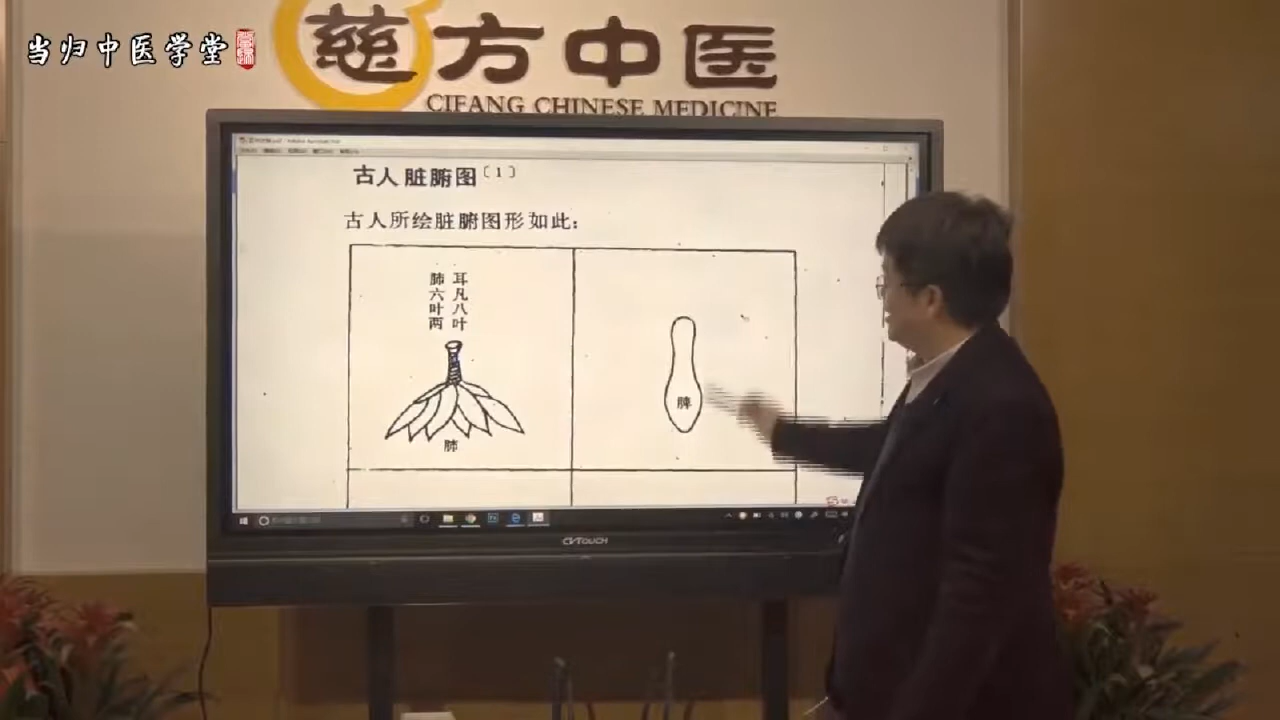 当归中医学堂
慈方中医
CIFANG CHINESE MEDICINE
古人脏腑图〔1〕
古人所绘脏腑图形如此:
耳凡八叶
肺六叶两
肺
脾
CVTOUCH